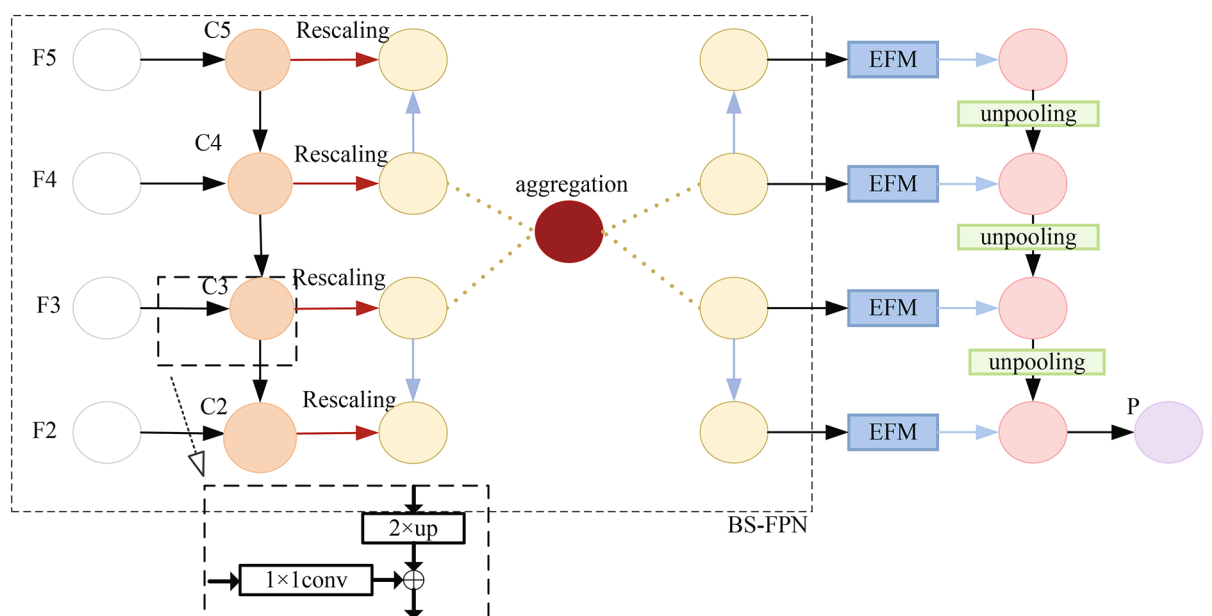 C5 Rescaling
F5 EFM
unpooling
C4 Rescaling
F4 EFM
aggregation
unpooling
C3 Rescaling
F3 EFM
unpooling
C2 Rescaling P
F2 EFM
BS-FPN
2×up
1×1conv